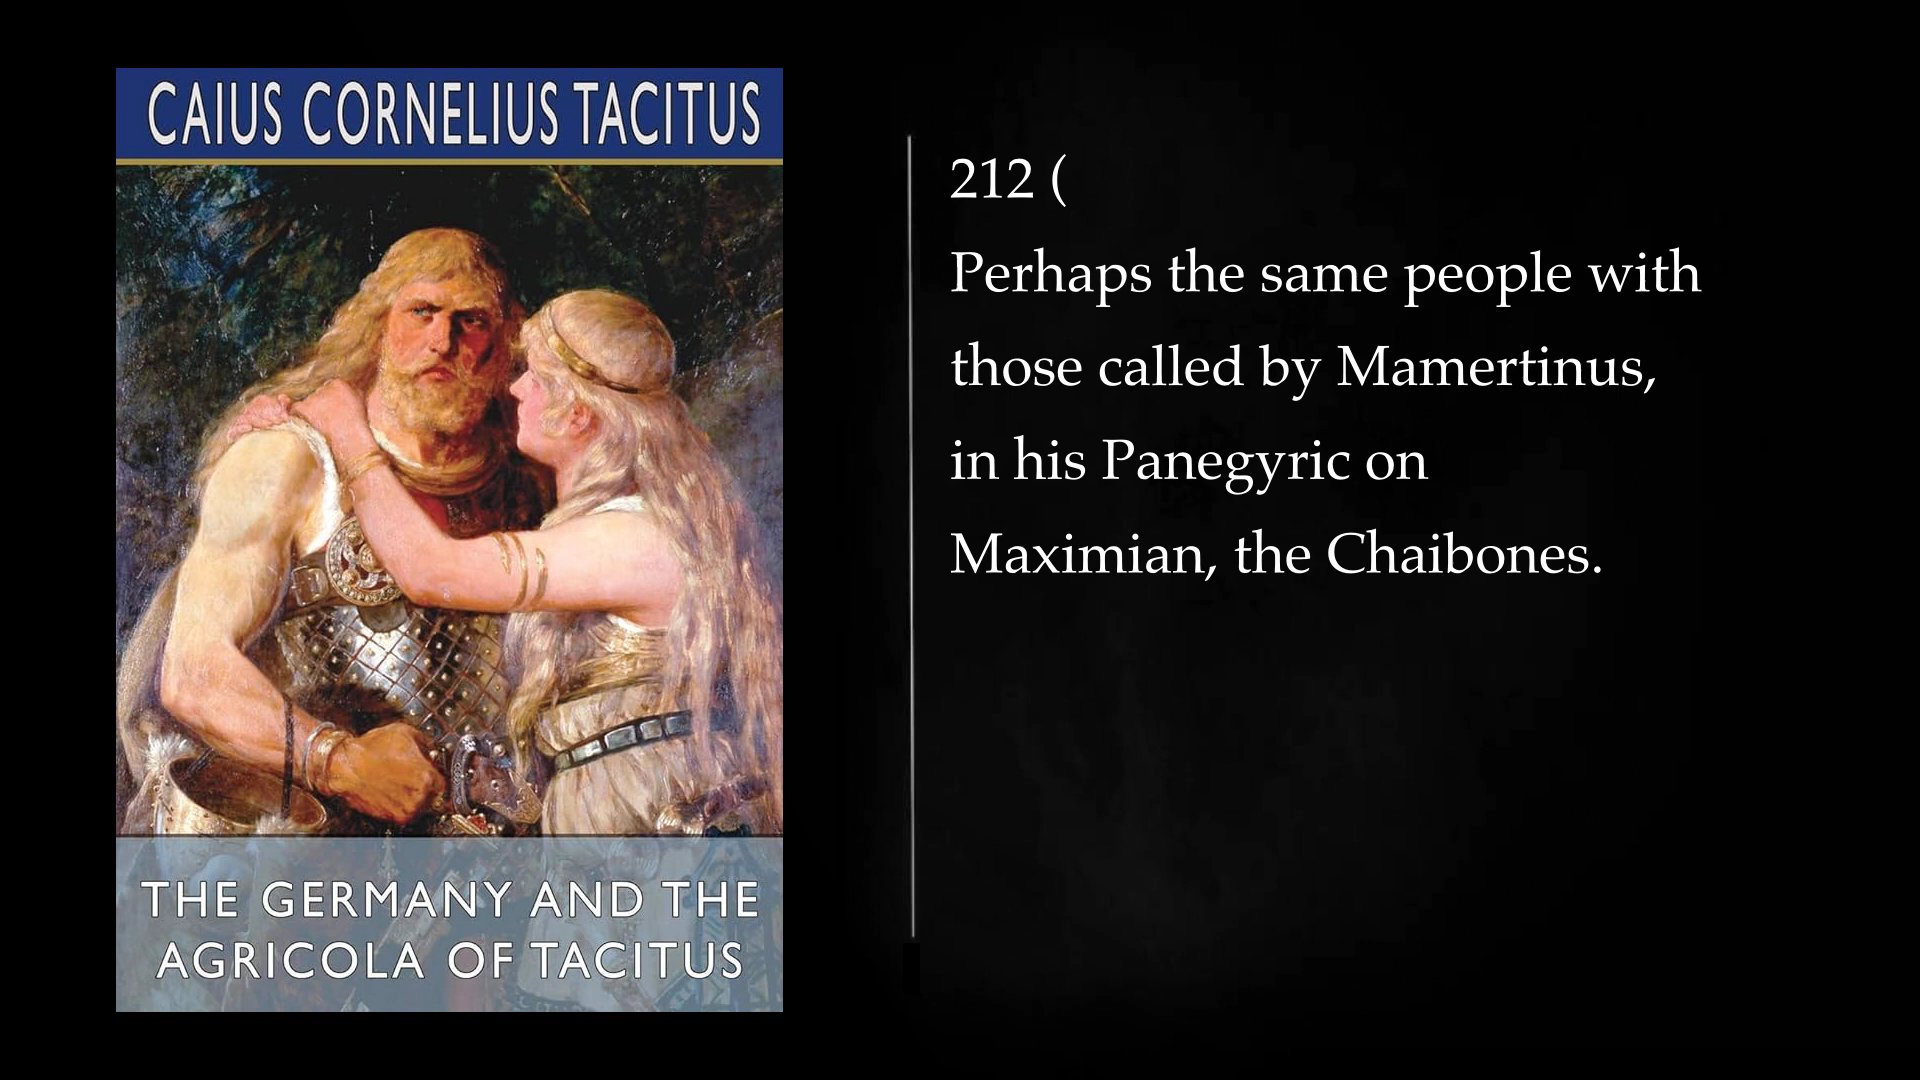 CAIUS CORNELIUS TACITUS
THE GERMANY AND THE
AGRICOLA OF TACITUS
212 (
Perhaps the same people with
those called by Mamertinus,
in his Panegyric on
Maximian, the Chaibones.